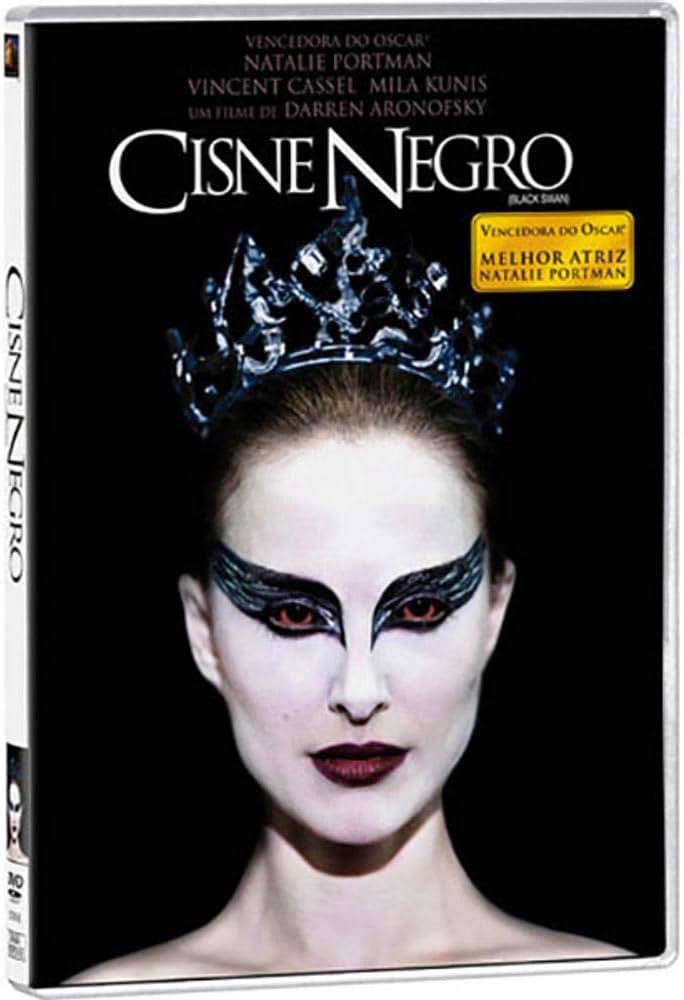 VENCEDORA DO OSCAR®
NATALIE PORTMAN
VINCENT CASSEL MILA KUNIS
UM FILME DE DARREN ARONOFSKY
CISNE NEGRO
(BLACK SWAN)
VENCEDORA DO OSCAR®
MELHOR ATRIZ
NATALIE PORTMAN
CISNE NEGRO
DVD